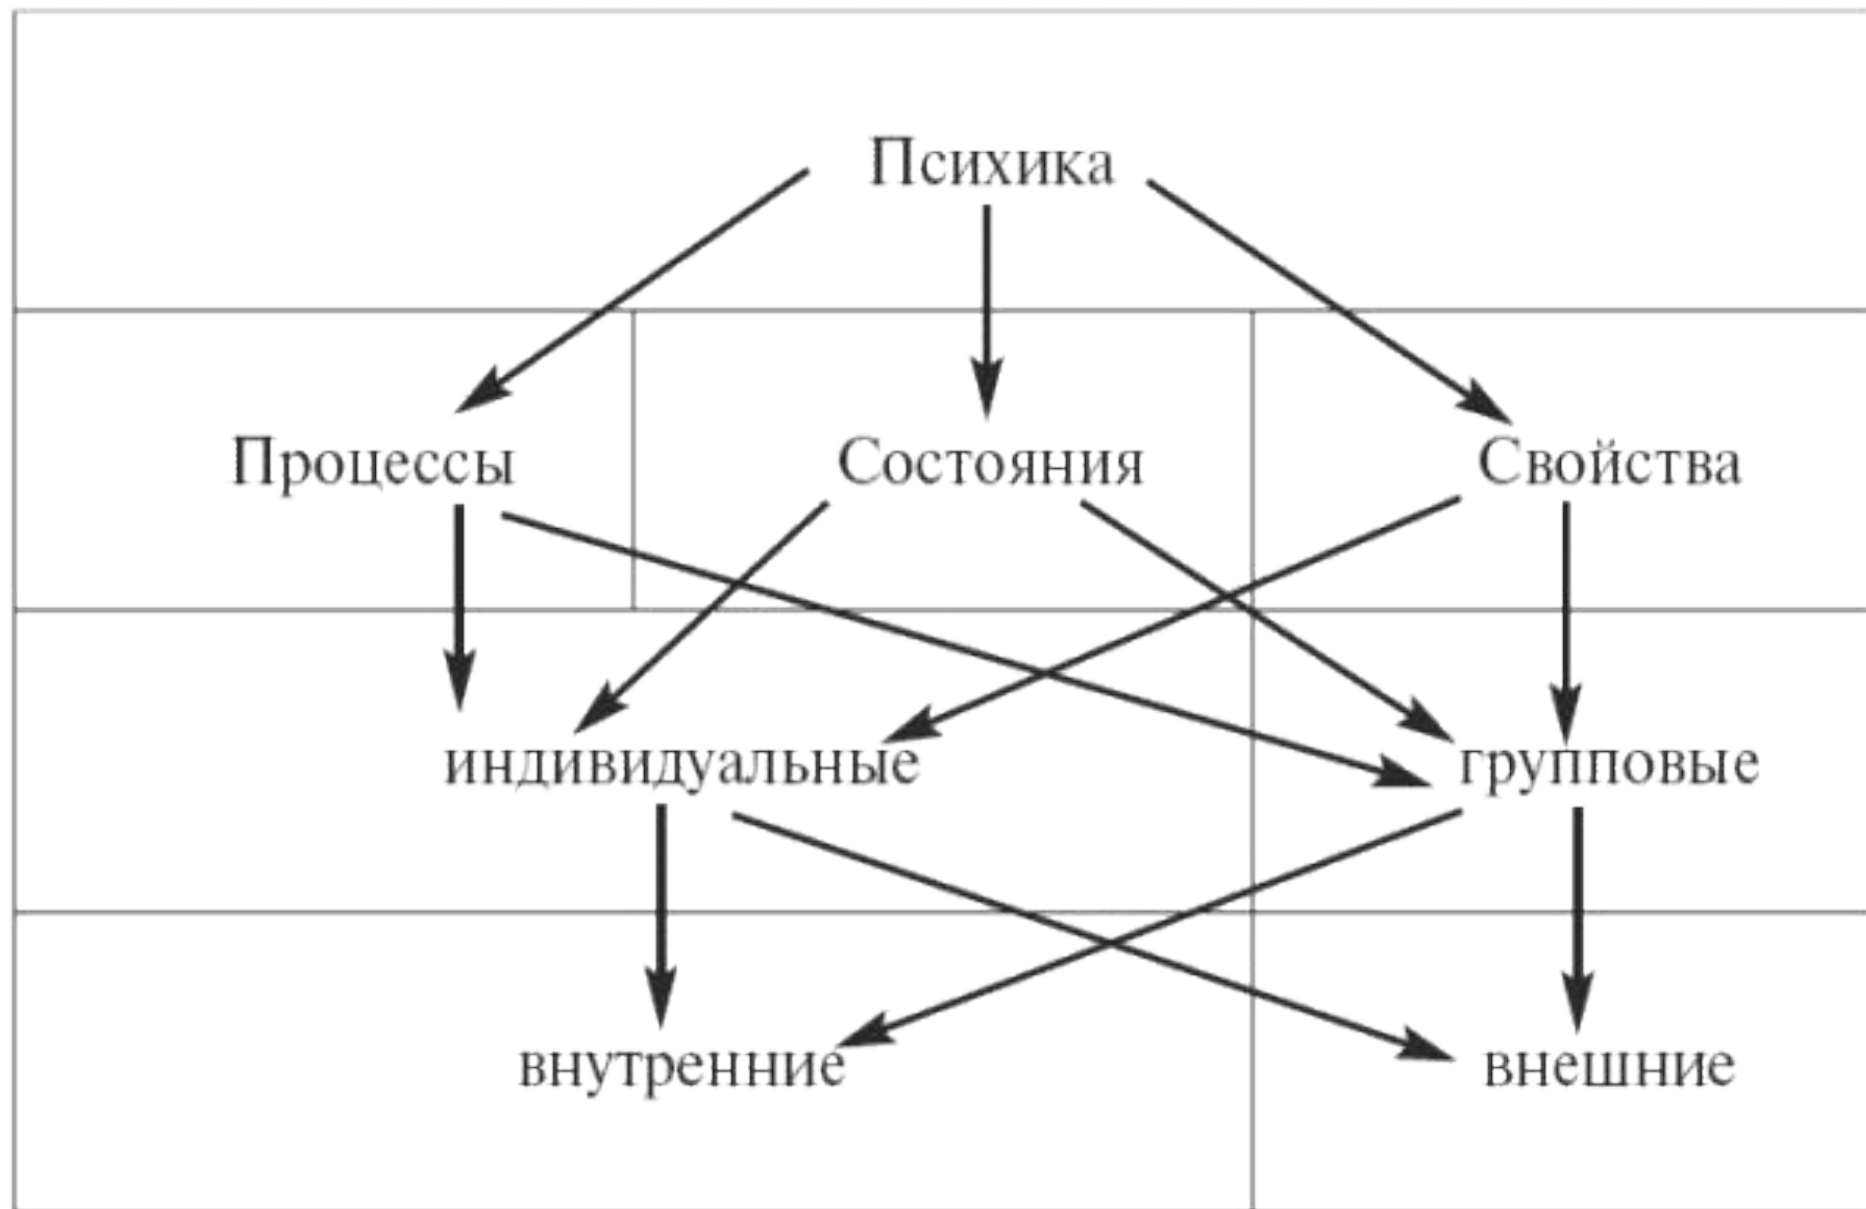 Психика
Процессы Состояния Свойства
индивидуальные групповые
внутренние внешние